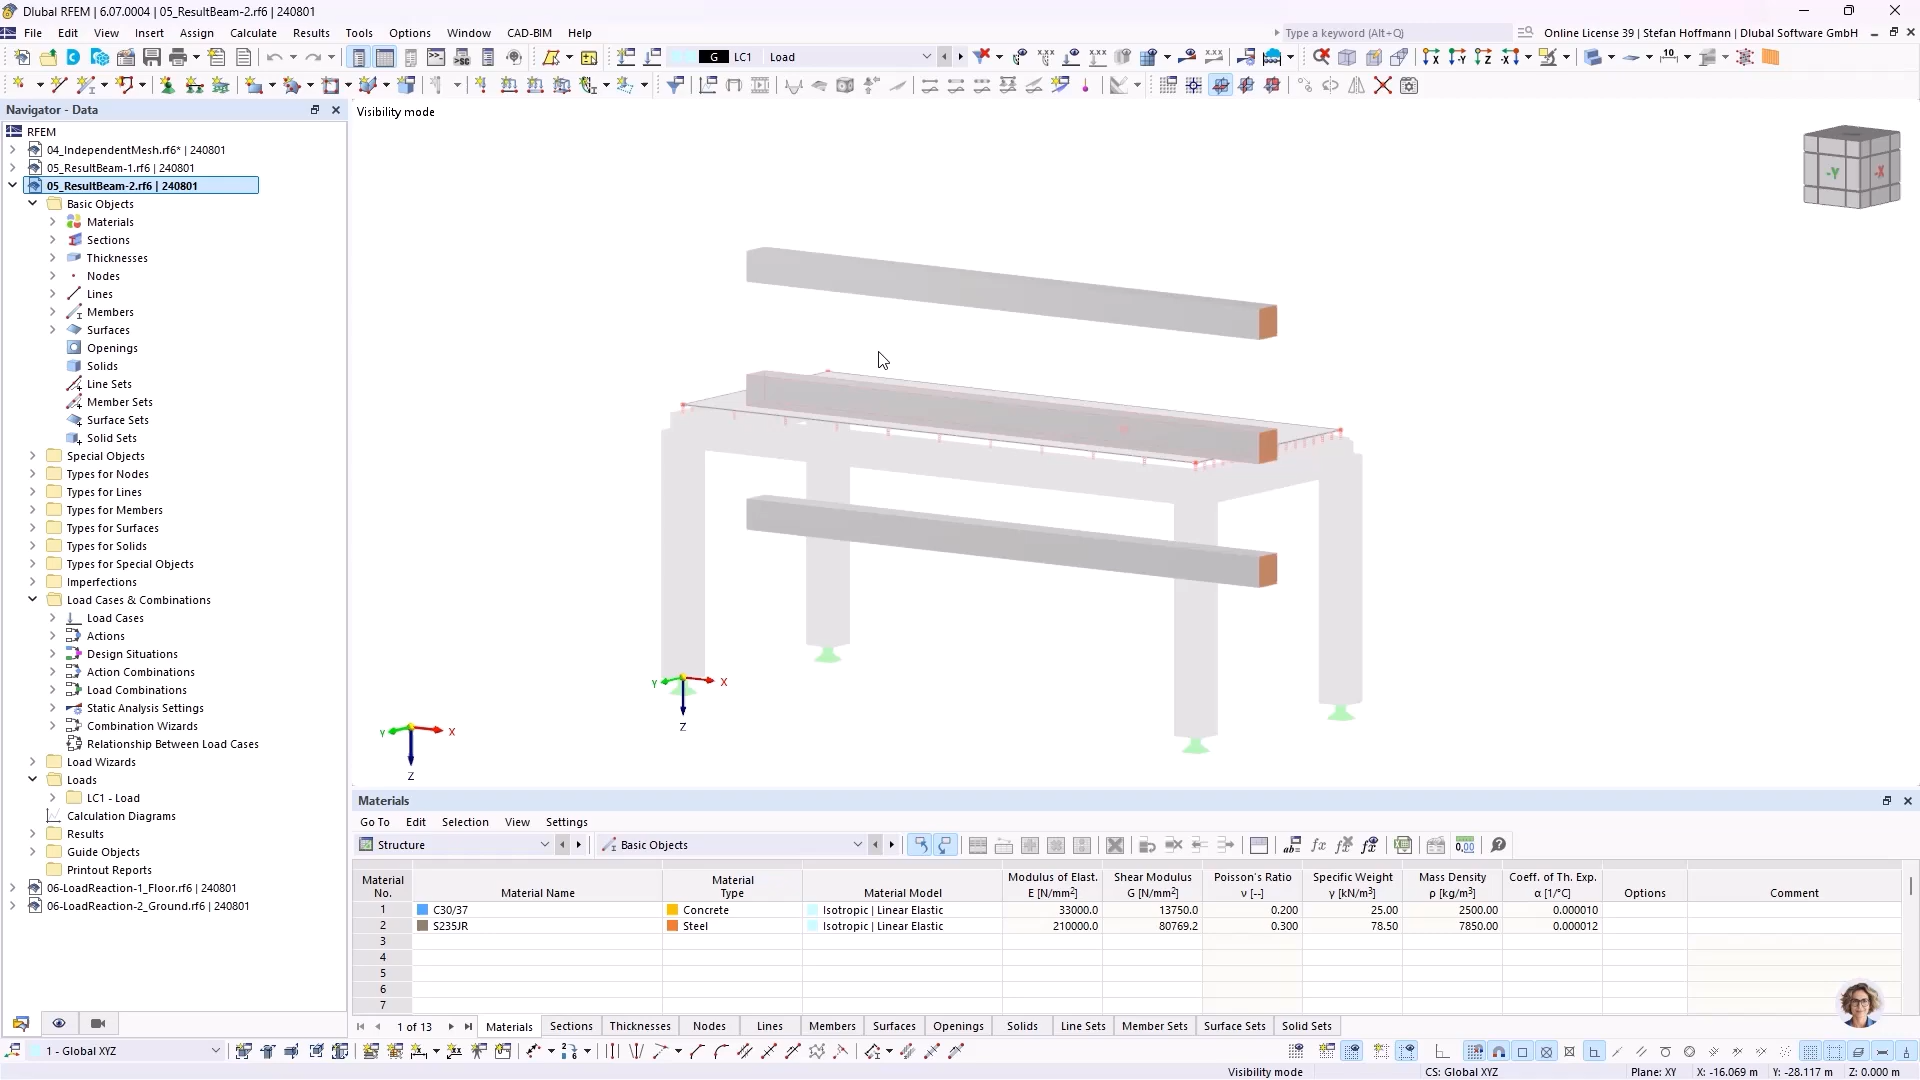 Dlubal RFEM | 6.07.0004 | 05_ResultBeam.rf6 | 240801
File Edit View Insert Assign Calculate Results Tools Options Window CAD-BIM Help
Type a keyword (Alt+Q)
Online License 39 | Stefan Hoffmann | Dlubal Software GmbH
G LC1 Load
Navigator - Data
Visibility mode
RFEM
04_IndependentMesh.rf6* | 240801
05_ResultBeam-1.rf6 | 240801
05_ResultBeam-2.rf6 | 240801
Basic Objects
Materials
Sections
Thicknesses
Nodes
Lines
Members
Surfaces
Openings
Solids
Line Sets
Member Sets
Surface Sets
Solid Sets
Special Objects
Types for Nodes
Types for Lines
Types for Members
Types for Surfaces
Types for Solids
Types for Special Objects
Imperfections
Load Cases & Combinations
Load Cases
Actions
Design Situations
Action Combinations
Load Combinations
Static Analysis Settings
Combination Wizards
Relationship Between Load Cases
Load Wizards
Loads
LC1 - Load
Calculation Diagrams
Results
Guide Objects
Printout Reports
06-LoadReaction-1_Floor.rf6 | 240801
06-LoadReaction-2_Ground.rf6 | 240801
-Y -X
Y X
Z
Y X
Z
Materials
Go To Edit Selection View Settings
Structure Basic Objects
Material No. Material Name Material Type Material Model Modulus of Elast. E [N/mm²] Shear Modulus G [N/mm²] Poisson's Ratio ν [--] Specific Weight γ [kN/m³] Mass Density ρ [kg/m³] Coeff. of Th. Exp. α [1/°C] Options Comment
1 C30/37 Concrete Isotropic | Linear Elastic 33000.0 13750.0 0.200 25.00 2500.00 0.000010
2 S235JR Steel Isotropic | Linear Elastic 210000.0 80769.2 0.300 78.50 7850.00 0.000012
3
4
5
6
7
1 of 13 Materials Sections Thicknesses Nodes Lines Members Surfaces Openings Solids Line Sets Member Sets Surface Sets Solid Sets
1 - Global XYZ
Visibility mode CS: Global XYZ Plane: XY X: -16.069 m Y: -28.117 m Z: 0.000 m